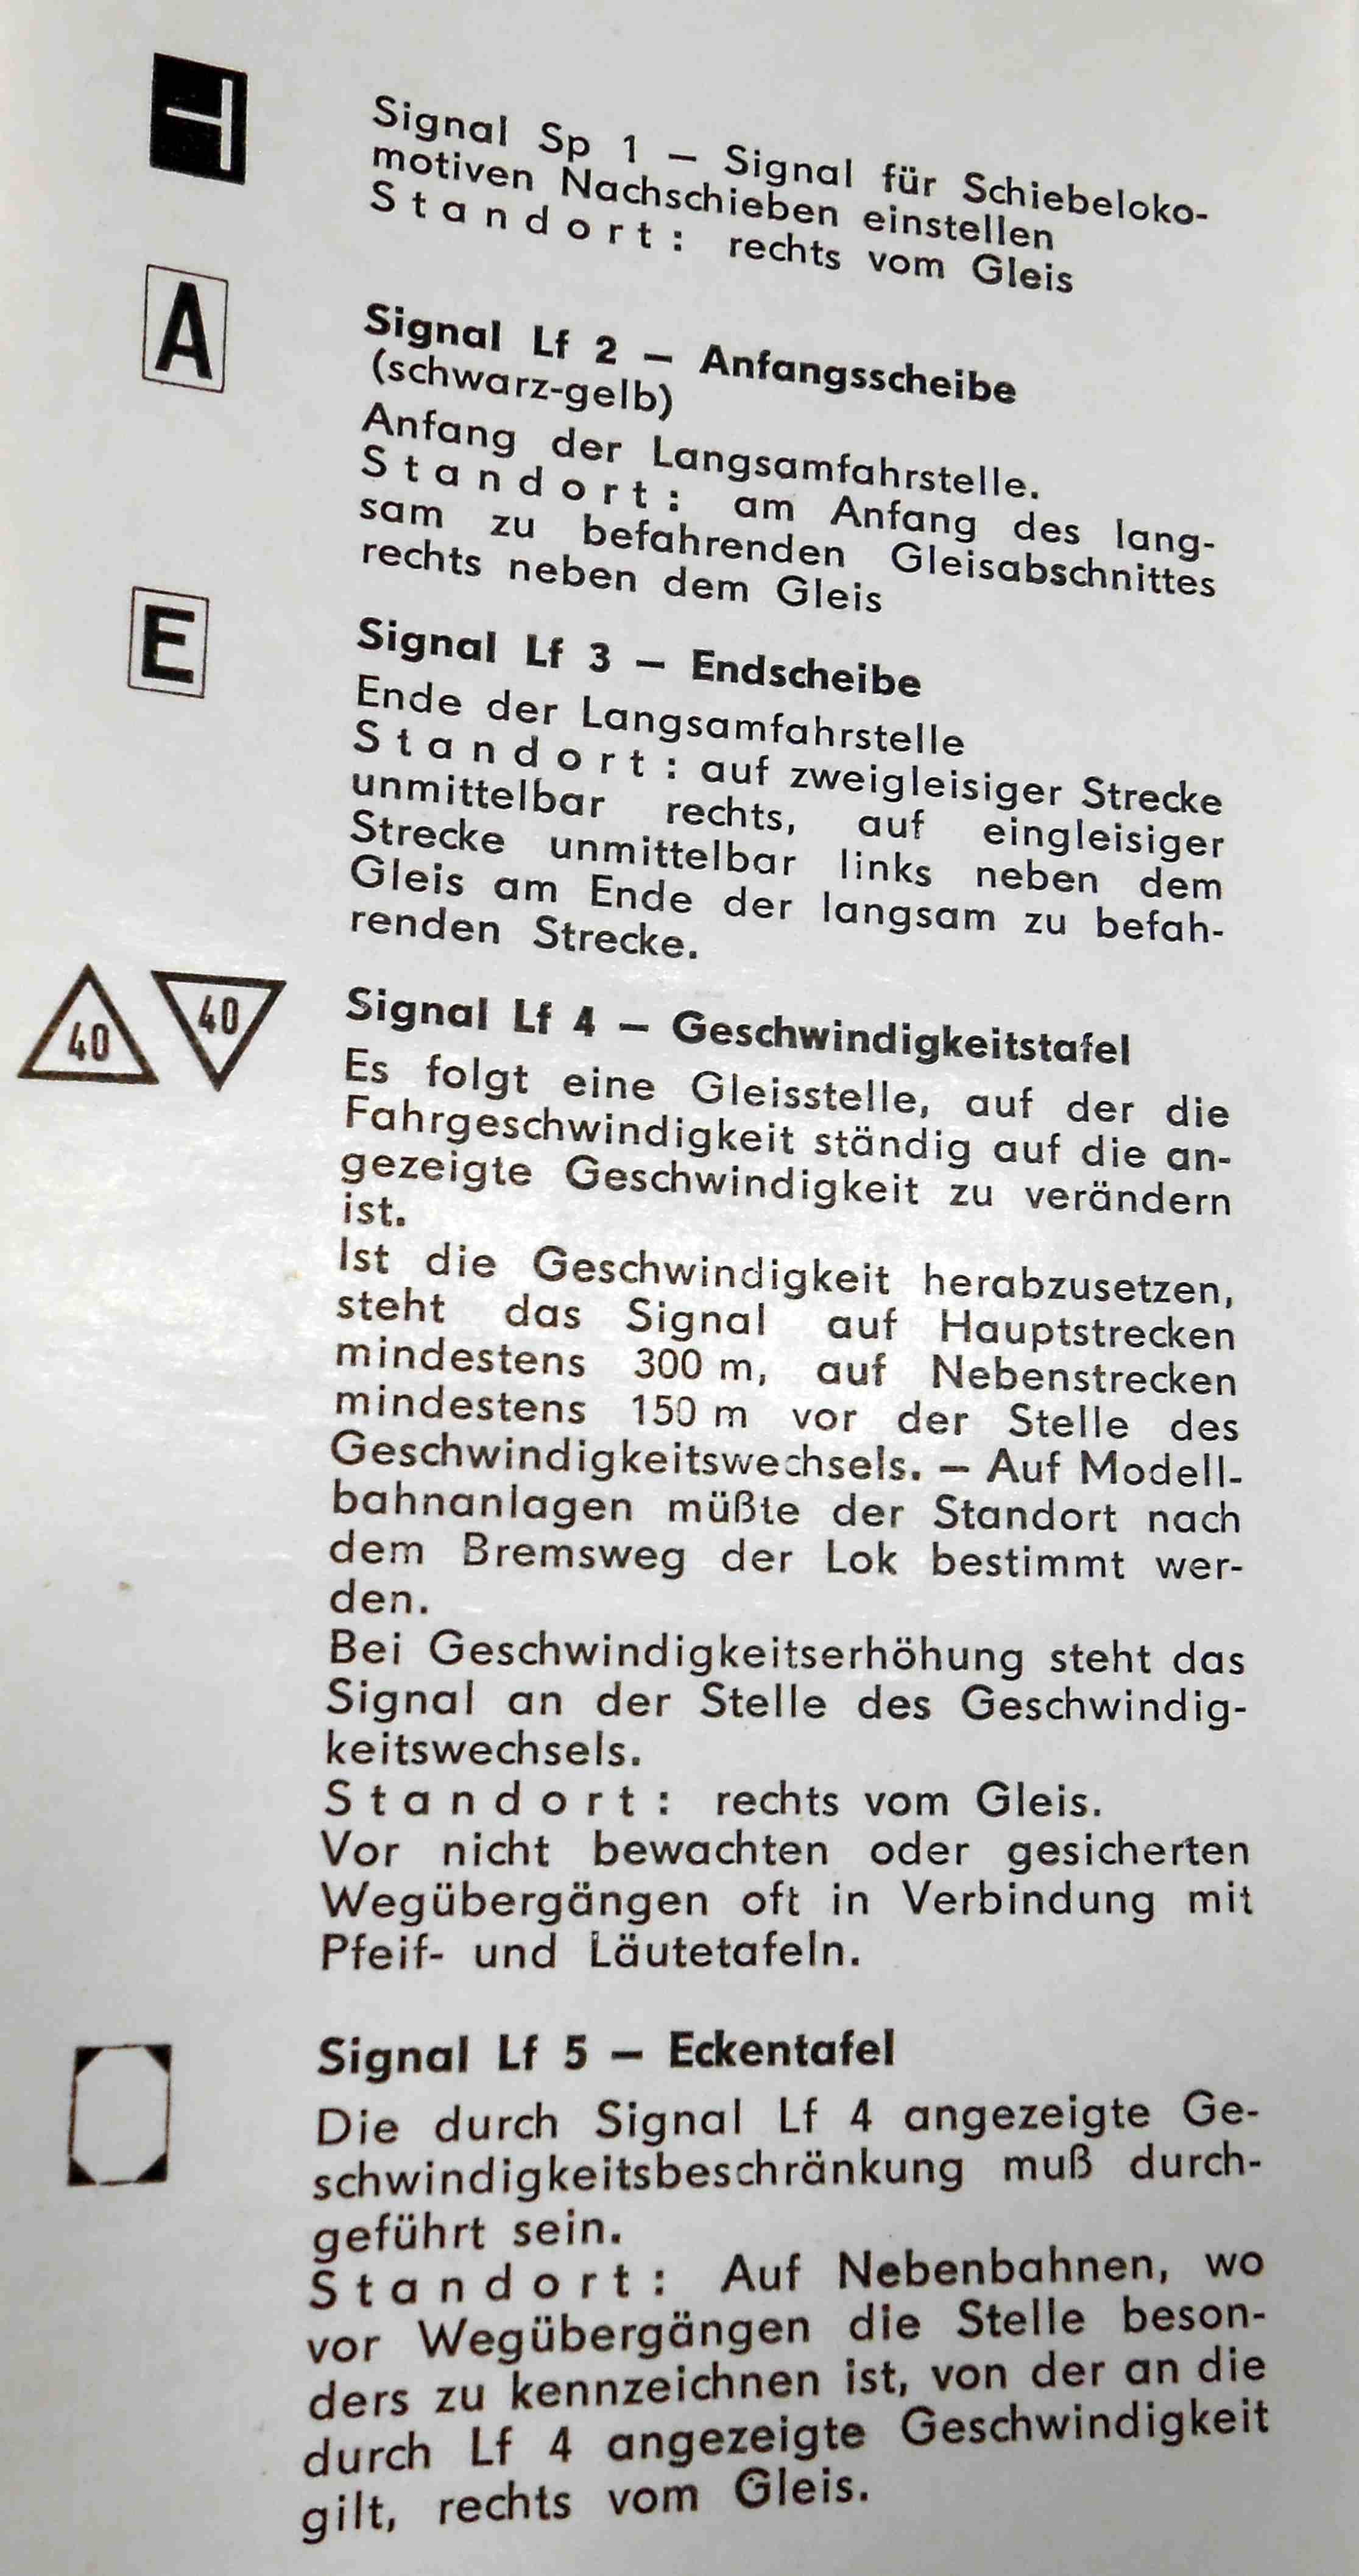 Signal Sp 1 – Signal für Schiebeloko-
motiven Nachschieben einstellen
Standort: rechts vom Gleis
A
Signal Lf 2 – Anfangsscheibe
(schwarz-gelb)
Anfang der Langsamfahrstelle.
Standort: am Anfang des lang-
sam zu befahrenden Gleisabschnittes
rechts neben dem Gleis
E
Signal Lf 3 – Endscheibe
Ende der Langsamfahrstelle
Standort: auf zweigleisiger Strecke
unmittelbar rechts, auf eingleisiger
Strecke unmittelbar links neben dem
Gleis am Ende der langsam zu befah-
renden Strecke.
40 40
Signal Lf 4 – Geschwindigkeitstafel
Es folgt eine Gleisstelle, auf der die
Fahrgeschwindigkeit ständig auf die an-
gezeigte Geschwindigkeit zu verändern
ist.
Ist die Geschwindigkeit herabzusetzen,
steht das Signal auf Hauptstrecken
mindestens 300 m, auf Nebenstrecken
mindestens 150 m vor der Stelle des
Geschwindigkeitswechsels. – Auf Modell-
bahnanlagen müßte der Standort nach
dem Bremsweg der Lok bestimmt wer-
den.
Bei Geschwindigkeitserhöhung steht das
Signal an der Stelle des Geschwindig-
keitswechsels.
Standort: rechts vom Gleis.
Vor nicht bewachten oder gesicherten
Wegübergängen oft in Verbindung mit
Pfeif- und Läutetafeln.
Signal Lf 5 – Eckentafel
Die durch Signal Lf 4 angezeigte Ge-
schwindigkeitsbeschränkung muß durch-
geführt sein.
Standort: Auf Nebenbahnen, wo
vor Wegübergängen die Stelle beson-
ders zu kennzeichnen ist, von der an die
durch Lf 4 angezeigte Geschwindigkeit
gilt, rechts vom Gleis.